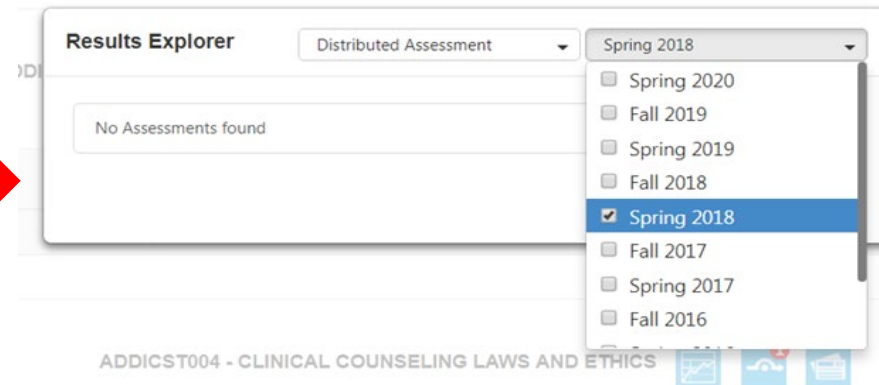 Results Explorer
Distributed Assessment
Spring 2018
Spring 2020
Fall 2019
No Assessments found
Spring 2019
Fall 2018
Spring 2018
Fall 2017
Spring 2017
Fall 2016
ADDICST004 - CLINICAL COUNSELING LAWS AND ETHICS
1